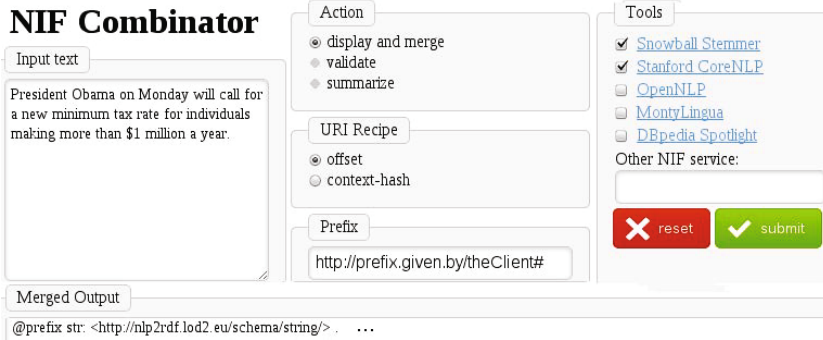 NIF Combinator
Input text
President Obama on Monday will call for
a new minimum tax rate for individuals
making more than $1 million a year.
Action
display and merge
validate
summarize
URI Recipe
offset
context-hash
Prefix
http://prefix.given.by/theClient#
Tools
Snowball Stemmer
Stanford CoreNLP
OpenNLP
MontyLingua
DBpedia Spotlight
Other NIF service:
reset submit
Merged Output
@prefix str: <http://nlp2rdf.lod2.eu/schema/string/> . ...